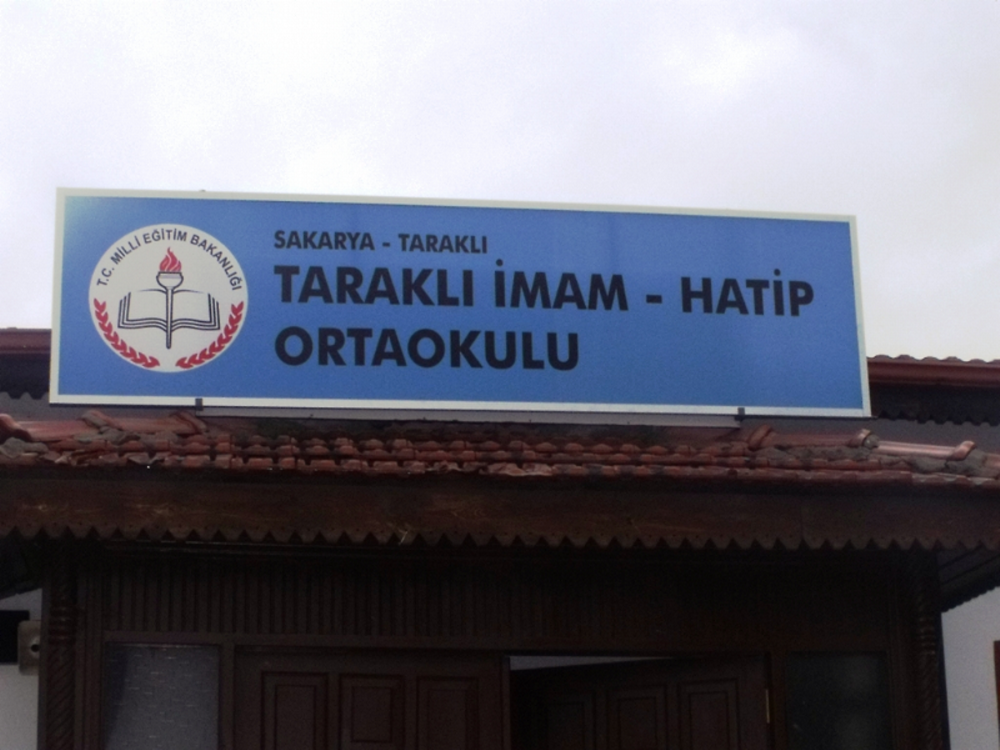 T.C. MİLLİ EĞİTİM BAKANLIĞI
SAKARYA - TARAKLI
TARAKLI İMAM - HATİP
ORTAOKULU